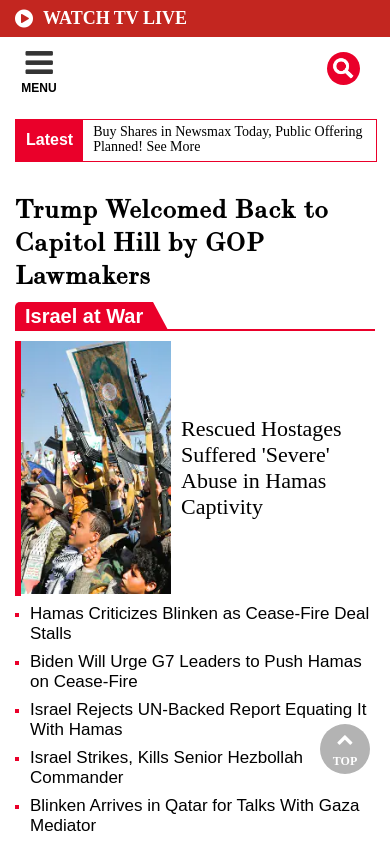 WATCH TV LIVE
MENU
Latest
Buy Shares in Newsmax Today, Public Offering
Planned! See More
Trump Welcomed Back to
Capitol Hill by GOP
Lawmakers
Israel at War
Rescued Hostages
Suffered 'Severe'
Abuse in Hamas
Captivity
Hamas Criticizes Blinken as Cease-Fire Deal
Stalls
Biden Will Urge G7 Leaders to Push Hamas
on Cease-Fire
Israel Rejects UN-Backed Report Equating It
With Hamas
Israel Strikes, Kills Senior Hezbollah
Commander
TOP
Blinken Arrives in Qatar for Talks With Gaza
Mediator